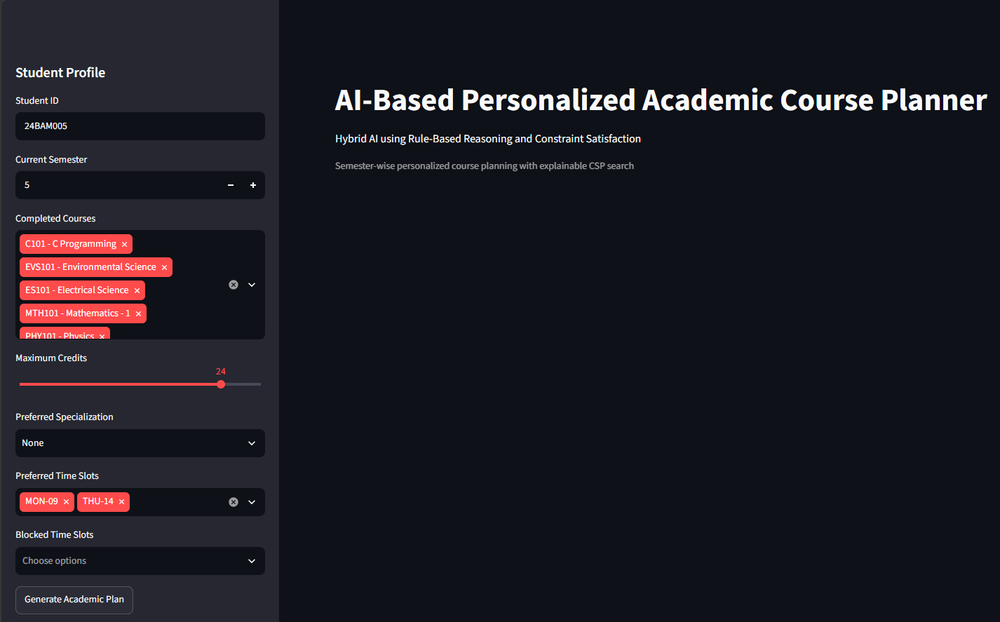 Student Profile
Student ID
24BAM005
Current Semester
5
Completed Courses
C101 - C Programming
EVS101 - Environmental Science
ES101 - Electrical Science
MTH101 - Mathematics - 1
PHY101 - Physics
Maximum Credits
24
Preferred Specialization
None
Preferred Time Slots
MON-09 THU-14
Blocked Time Slots
Choose options
Generate Academic Plan
AI-Based Personalized Academic Course Planner
Hybrid AI using Rule-Based Reasoning and Constraint Satisfaction
Semester-wise personalized course planning with explainable CSP search